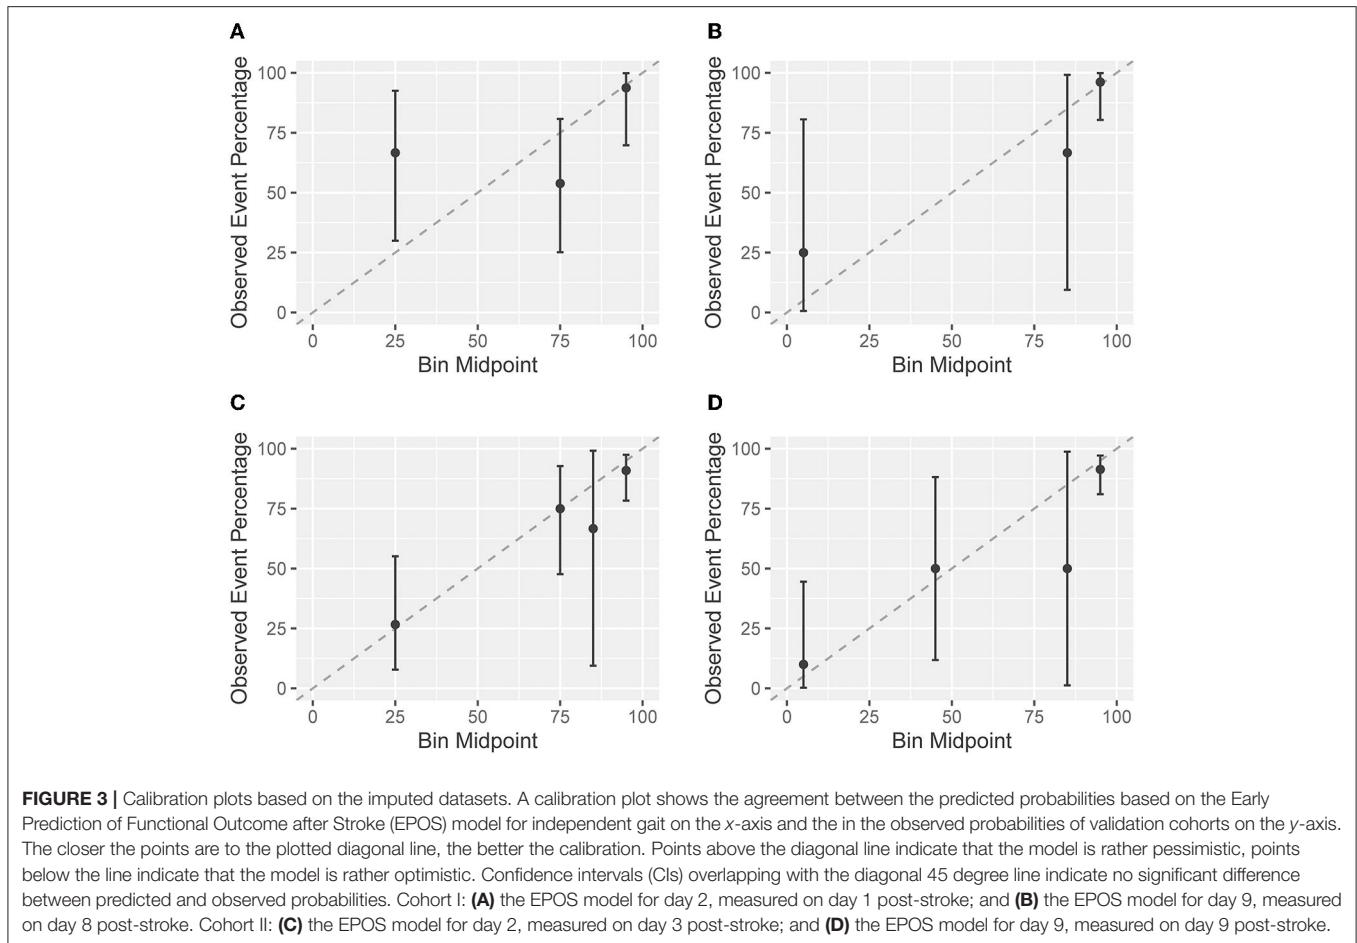 A
B
Observed Event Percentage
100
75
50
25
0
0
25
50
75
100
Bin Midpoint
Observed Event Percentage
100
75
50
25
0
0
25
50
75
100
Bin Midpoint
C
D
Observed Event Percentage
100
75
50
25
0
0
25
50
75
100
Bin Midpoint
Observed Event Percentage
100
75
50
25
0
0
25
50
75
100
Bin Midpoint
FIGURE 3 | Calibration plots based on the imputed datasets. A calibration plot shows the agreement between the predicted probabilities based on the Early
Prediction of Functional Outcome after Stroke (EPOS) model for independent gait on the x-axis and the in the observed probabilities of validation cohorts on the y-axis.
The closer the points are to the plotted diagonal line, the better the calibration. Points above the diagonal line indicate that the model is rather pessimistic, points
below the line indicate that the model is rather optimistic. Confidence intervals (CIs) overlapping with the diagonal 45 degree line indicate no significant difference
between predicted and observed probabilities. Cohort I: (A) the EPOS model for day 2, measured on day 1 post-stroke; and (B) the EPOS model for day 9, measured
on day 8 post-stroke. Cohort II: (C) the EPOS model for day 2, measured on day 3 post-stroke; and (D) the EPOS model for day 9, measured on day 9 post-stroke.